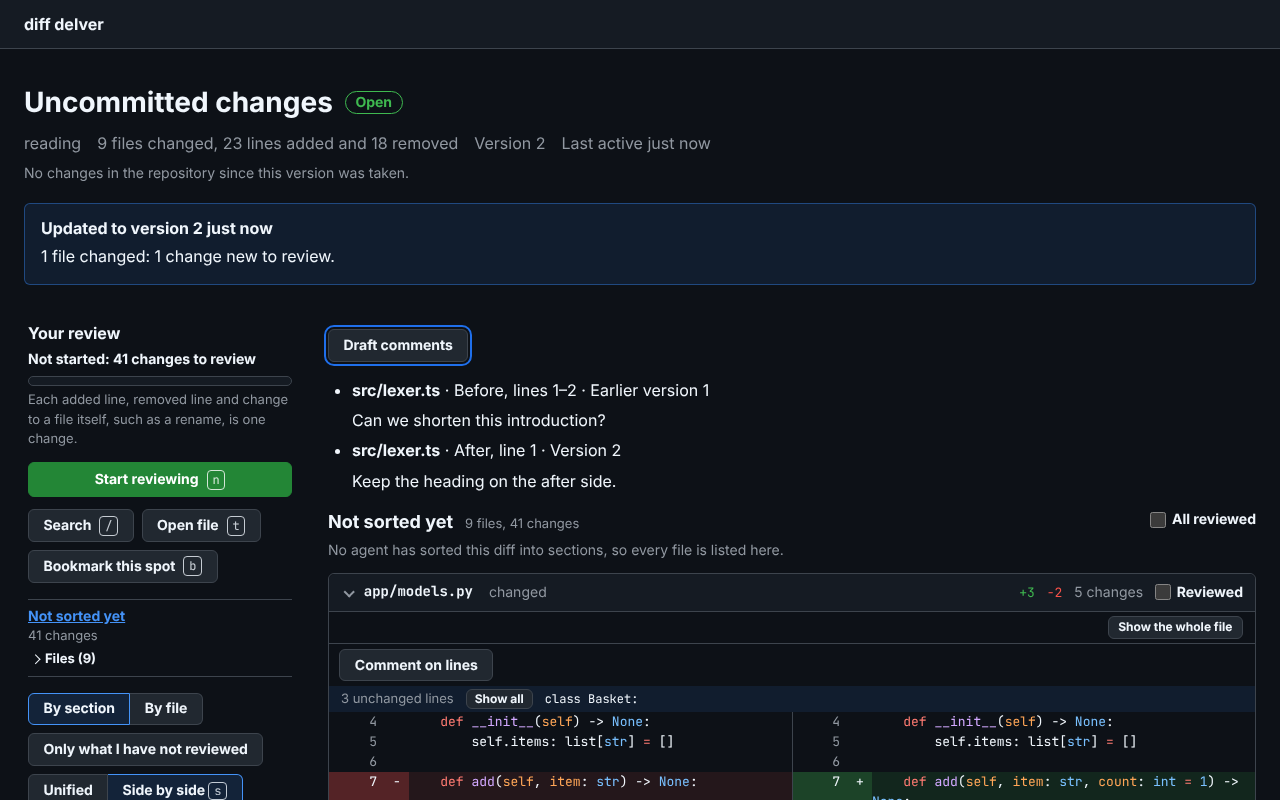 diff delver
Uncommitted changes Open
reading 9 files changed, 23 lines added and 18 removed Version 2 Last active just now
No changes in the repository since this version was taken.
Updated to version 2 just now
1 file changed: 1 change new to review.
Your review
Not started: 41 changes to review
Each added line, removed line and change
to a file itself, such as a rename, is one
change.
Start reviewing n
Search / Open file t
Bookmark this spot b
Not sorted yet
41 changes
Files (9)
By section By file
Only what I have not reviewed
Unified Side by side s
Draft comments
src/lexer.ts · Before, lines 1–2 · Earlier version 1
Can we shorten this introduction?
src/lexer.ts · After, line 1 · Version 2
Keep the heading on the after side.
Not sorted yet 9 files, 41 changes All reviewed
No agent has sorted this diff into sections, so every file is listed here.
app/models.py changed +3 -2 5 changes Reviewed
Show the whole file
Comment on lines
3 unchanged lines Show all class Basket:
4 def __init__(self) -> None: 4 def __init__(self) -> None:
5 self.items: list[str] = [] 5 self.items: list[str] = []
6 6
7 - def add(self, item: str) -> None: 7 + def add(self, item: str, count: int = 1) ->